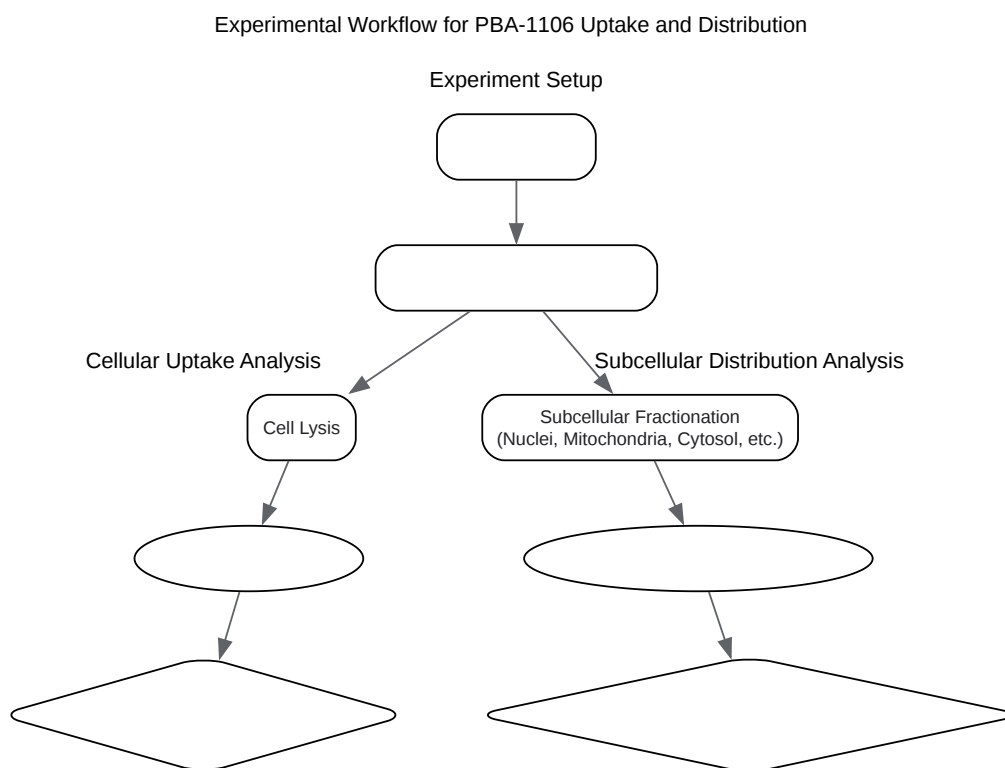 Experimental Workflow for PBA-1106 Uptake and Distribution
Experiment Setup
Cellular Uptake Analysis
Subcellular Distribution Analysis
Cell Lysis
Subcellular Fractionation
(Nuclei, Mitochondria, Cytosol, etc.)